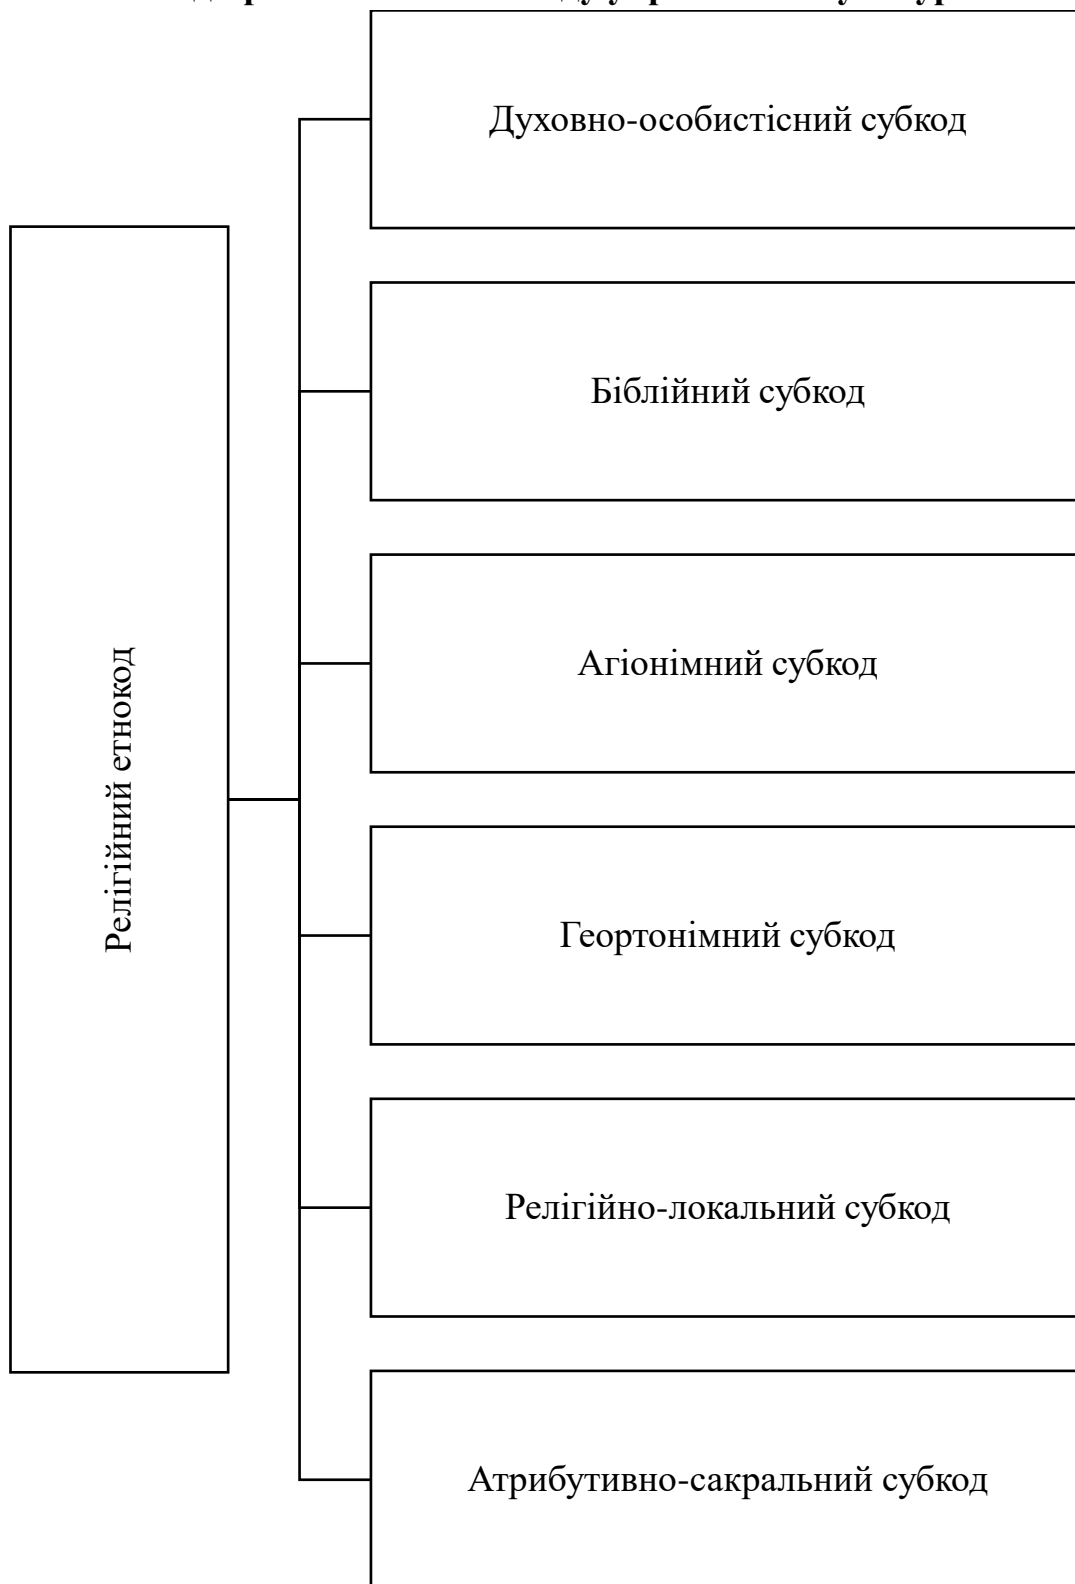 Релігійний етнокод
Духовно-особистісний субкод
Біблійний субкод
Агіонімний субкод
Геортонімний субкод
Релігійно-локальний субкод
Атрибутивно-сакральний субкод